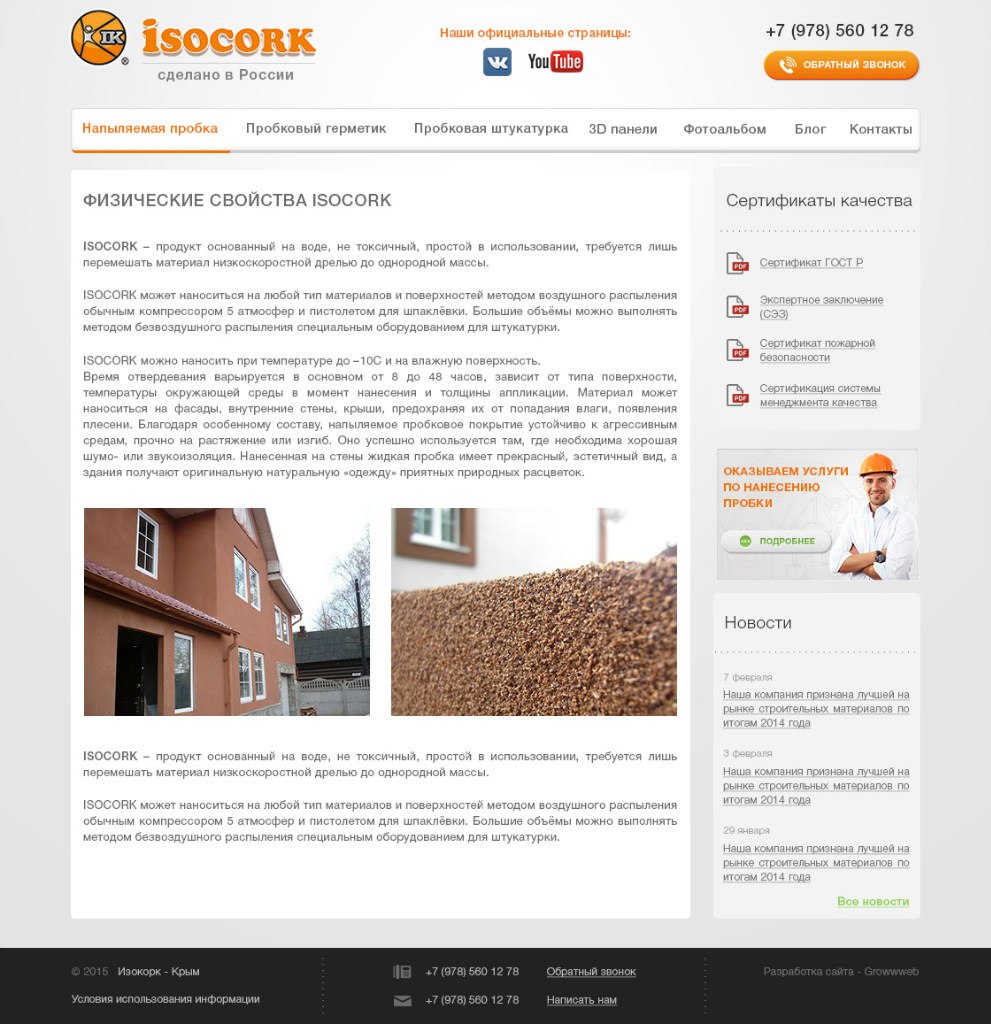 IK
®
isocork
сделано в России
Наши официальные страницы:
You Tube
+7 (978) 560 12 78
ОБРАТНЫЙ ЗВОНОК
Напыляемая пробка
Пробковый герметик
Пробковая штукатурка
3D панели
Фотоальбом
Блог
Контакты
ФИЗИЧЕСКИЕ СВОЙСТВА ISOCORK
ISOCORK – продукт основанный на воде, не токсичный, простой в использовании, требуется лишь
перемешать материал низкоскоростной дрелью до однородной массы.
ISOCORK может наноситься на любой тип материалов и поверхностей методом воздушного распыления
обычным компрессором 5 атмосфер и пистолетом для шпаклёвки. Большие объёмы можно выполнять
методом безвоздушного распыления специальным оборудованием для штукатурки.
ISOCORK можно наносить при температуре до –10С и на влажную поверхность.
Время отвердевания варьируется в основном от 8 до 48 часов, зависит от типа поверхности,
температуры окружающей среды в момент нанесения и толщины аппликации. Материал может
наноситься на фасады, внутренние стены, крыши, предохраняя их от попадания влаги, появления
плесени. Благодаря особенному составу, напыляемое пробковое покрытие устойчиво к агрессивным
средам, прочно на растяжение или изгиб. Оно успешно используется там, где необходима хорошая
шумо- или звукоизоляция. Нанесенная на стены жидкая пробка имеет прекрасный, эстетичный вид, а
здания получают оригинальную натуральную «одежду» приятных природных расцветок.
ISOCORK – продукт основанный на воде, не токсичный, простой в использовании, требуется лишь
перемешать материал низкоскоростной дрелью до однородной массы.
ISOCORK может наноситься на любой тип материалов и поверхностей методом воздушного распыления
обычным компрессором 5 атмосфер и пистолетом для шпаклёвки. Большие объёмы можно выполнять
методом безвоздушного распыления специальным оборудованием для штукатурки.
Сертификаты качества
PDF
Сертификат ГОСТ Р
PDF
Экспертное заключение
(СЭЗ)
PDF
Сертификат пожарной
безопасности
PDF
Сертификация системы
менеджмента качества
ОКАЗЫВАЕМ УСЛУГИ
ПО НАНЕСЕНИЮ
ПРОБКИ
ПОДРОБНЕЕ
Новости
7 февраля
Наша компания признана лучшей на
рынке строительных материалов по
итогам 2014 года
3 февраля
Наша компания признана лучшей на
рынке строительных материалов по
итогам 2014 года
29 января
Наша компания признана лучшей на
рынке строительных материалов по
итогам 2014 года
Все новости
© 2015 Изокорк - Крым
Условия использования информации
+7 (978) 560 12 78
Обратный звонок
+7 (978) 560 12 78
Написать нам
Разработка сайта - Growwweb